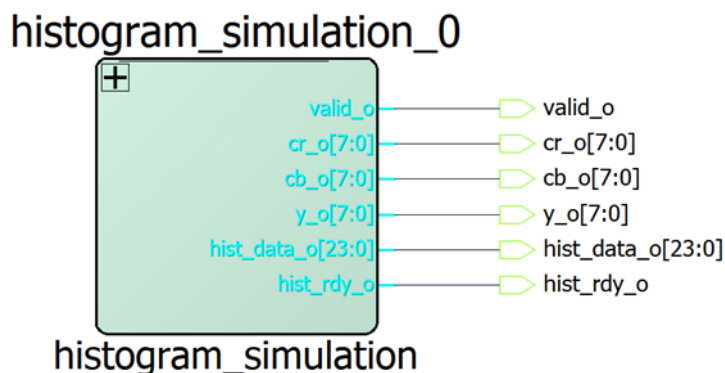 histogram_simulation_0
valid_o valid_o
cr_o[7:0] cr_o[7:0]
cb_o[7:0] cb_o[7:0]
y_o[7:0] y_o[7:0]
hist_data_o[23:0] hist_data_o[23:0]
hist_rdy_o hist_rdy_o
histogram_simulation